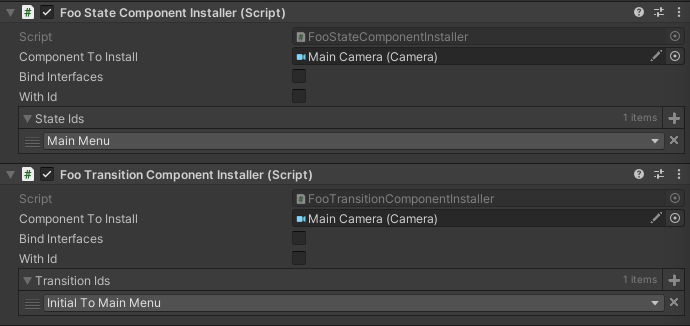 Foo State Component Installer (Script)
Script FooStateComponentInstaller
Component To Install Main Camera (Camera)
Bind Interfaces
With Id
State Ids 1 items
Main Menu
Foo Transition Component Installer (Script)
Script FooTransitionComponentInstaller
Component To Install Main Camera (Camera)
Bind Interfaces
With Id
Transition Ids 1 items
Initial To Main Menu